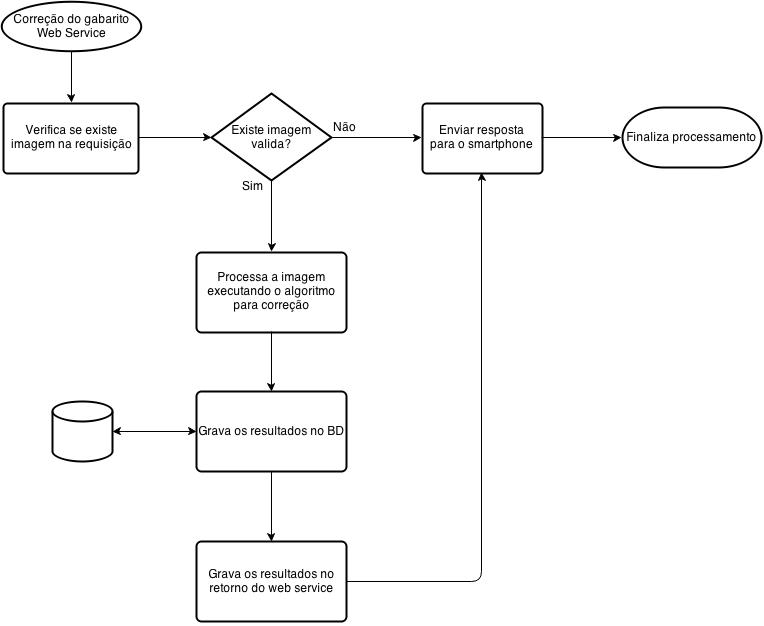 Correção do gabarito
Web Service
Verifica se existe
imagem na requisição
Existe imagem
valida?
Não
Enviar resposta
para o smartphone
Finaliza processamento
Sim
Processa a imagem
executando o algoritmo
para correção
Grava os resultados no BD
Grava os resultados no
retorno do web service